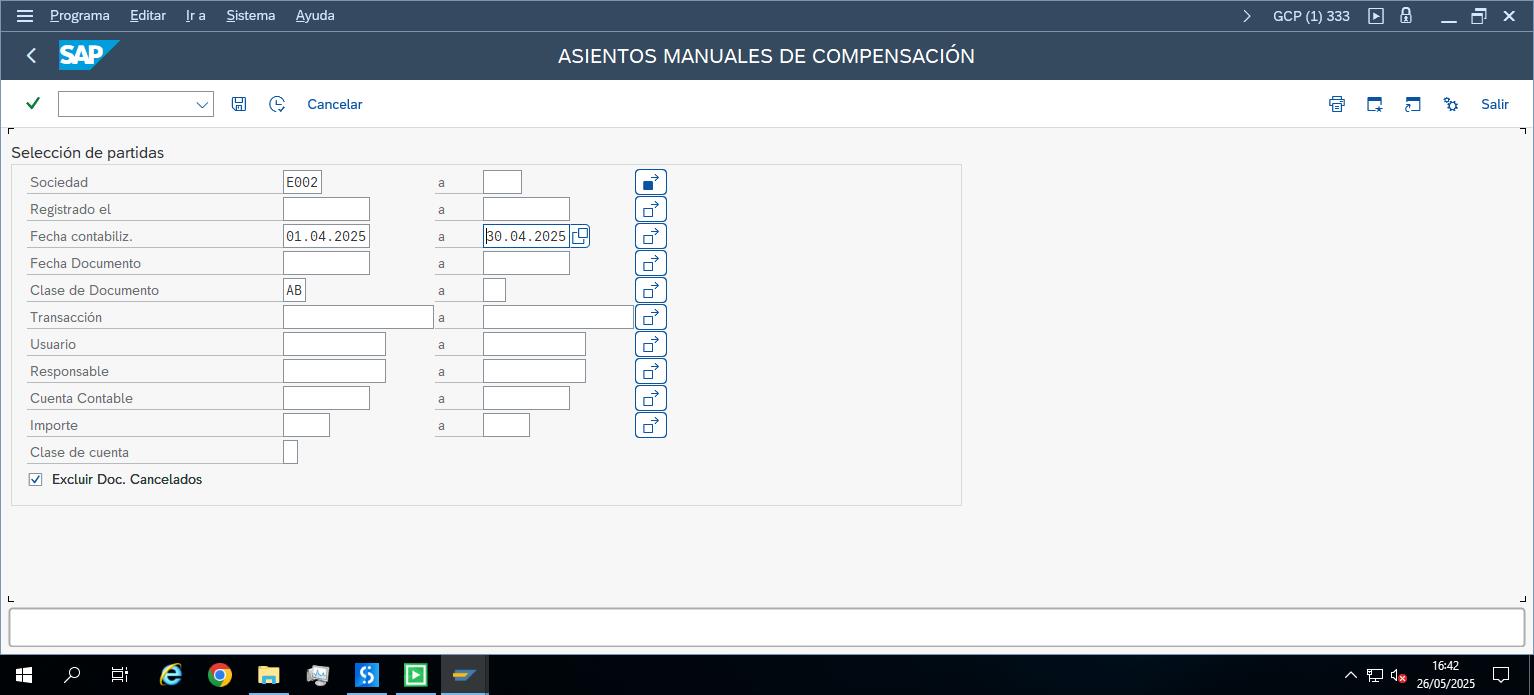 Programa Editar Ir a Sistema Ayuda GCP (1) 333
SAP ASIENTOS MANUALES DE COMPENSACIÓN
Cancelar Salir
Selección de partidas
Sociedad E002 a
Registrado el a
Fecha contabiliz. 01.04.2025 a 30.04.2025
Fecha Documento a
Clase de Documento AB a
Transacción a
Usuario a
Responsable a
Cuenta Contable a
Importe a
Clase de cuenta
Excluir Doc. Cancelados
16:42
26/05/2025